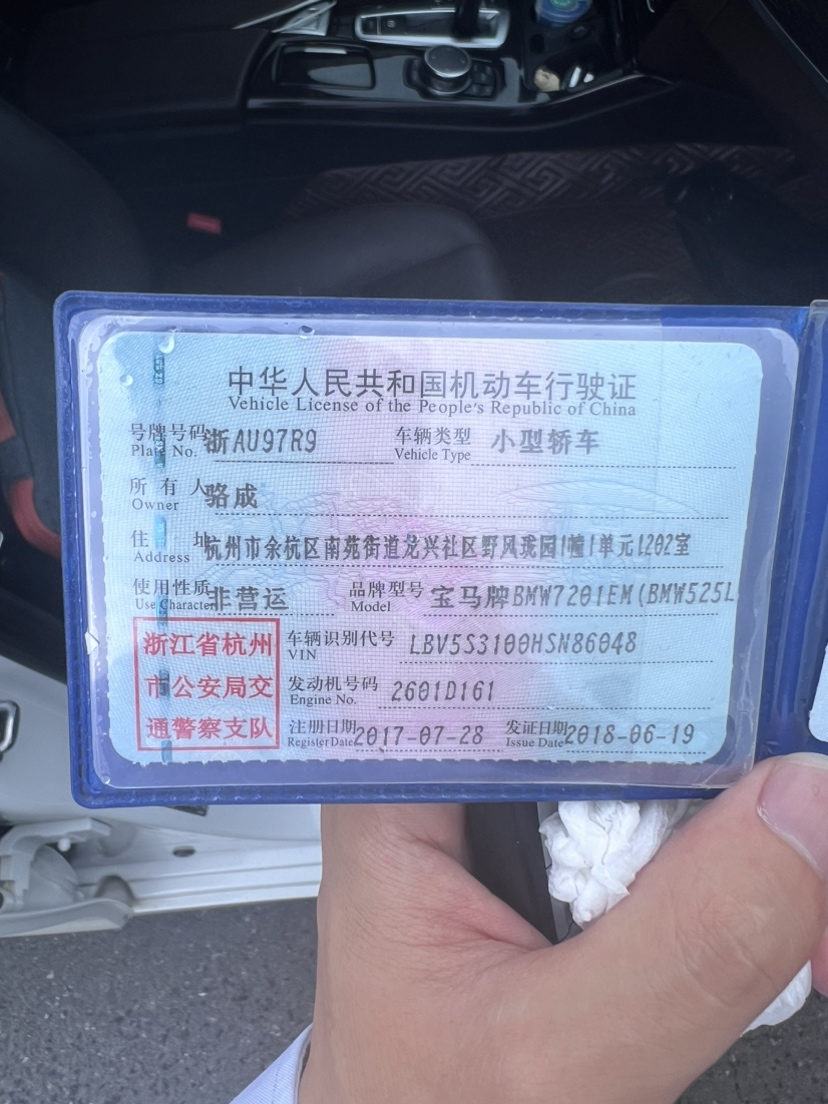 中华人民共和国机动车行驶证
Vehicle License of the People's Republic of China
号牌号码 浙AU97R9 车辆类型 小型轿车
Plate No. Vehicle Type
所有人 骆成
Owner
住址 杭州市余杭区南苑街道龙兴社区野风珑园1幢1单元1202室
Address
使用性质 非营运 品牌型号 宝马牌BMW7201EM(BMW525L
Use Character Model
浙江省杭州 车辆识别代号 LBV5S3100HSN86048
VIN
市公安局交 发动机号码 2601D161
Engine No.
通警察支队 注册日期 2017-07-28 发证日期 2018-06-19
Register Date Issue Date